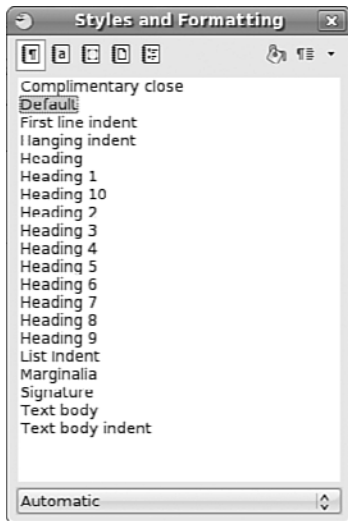 Styles and Formatting
Complimentary close
Default
First line indent
Hanging indent
Heading
Heading 1
Heading 10
Heading 2
Heading 3
Heading 4
Heading 5
Heading 6
Heading 7
Heading 8
Heading 9
List Indent
Marginalia
Signature
Text body
Text body indent
Automatic